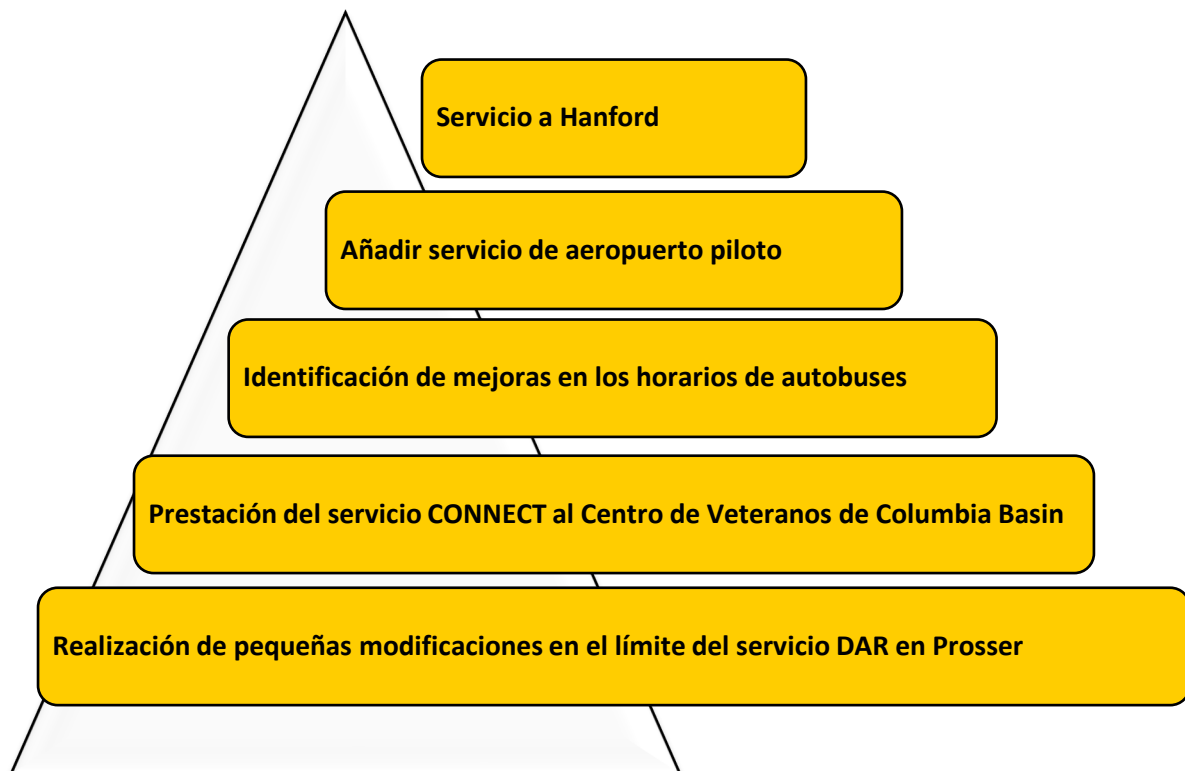 Servicio a Hanford
Añadir servicio de aeropuerto piloto
Identificación de mejoras en los horarios de autobuses
Prestación del servicio CONNECT al Centro de Veteranos de Columbia Basin
Realización de pequeñas modificaciones en el límite del servicio DAR en Prosser